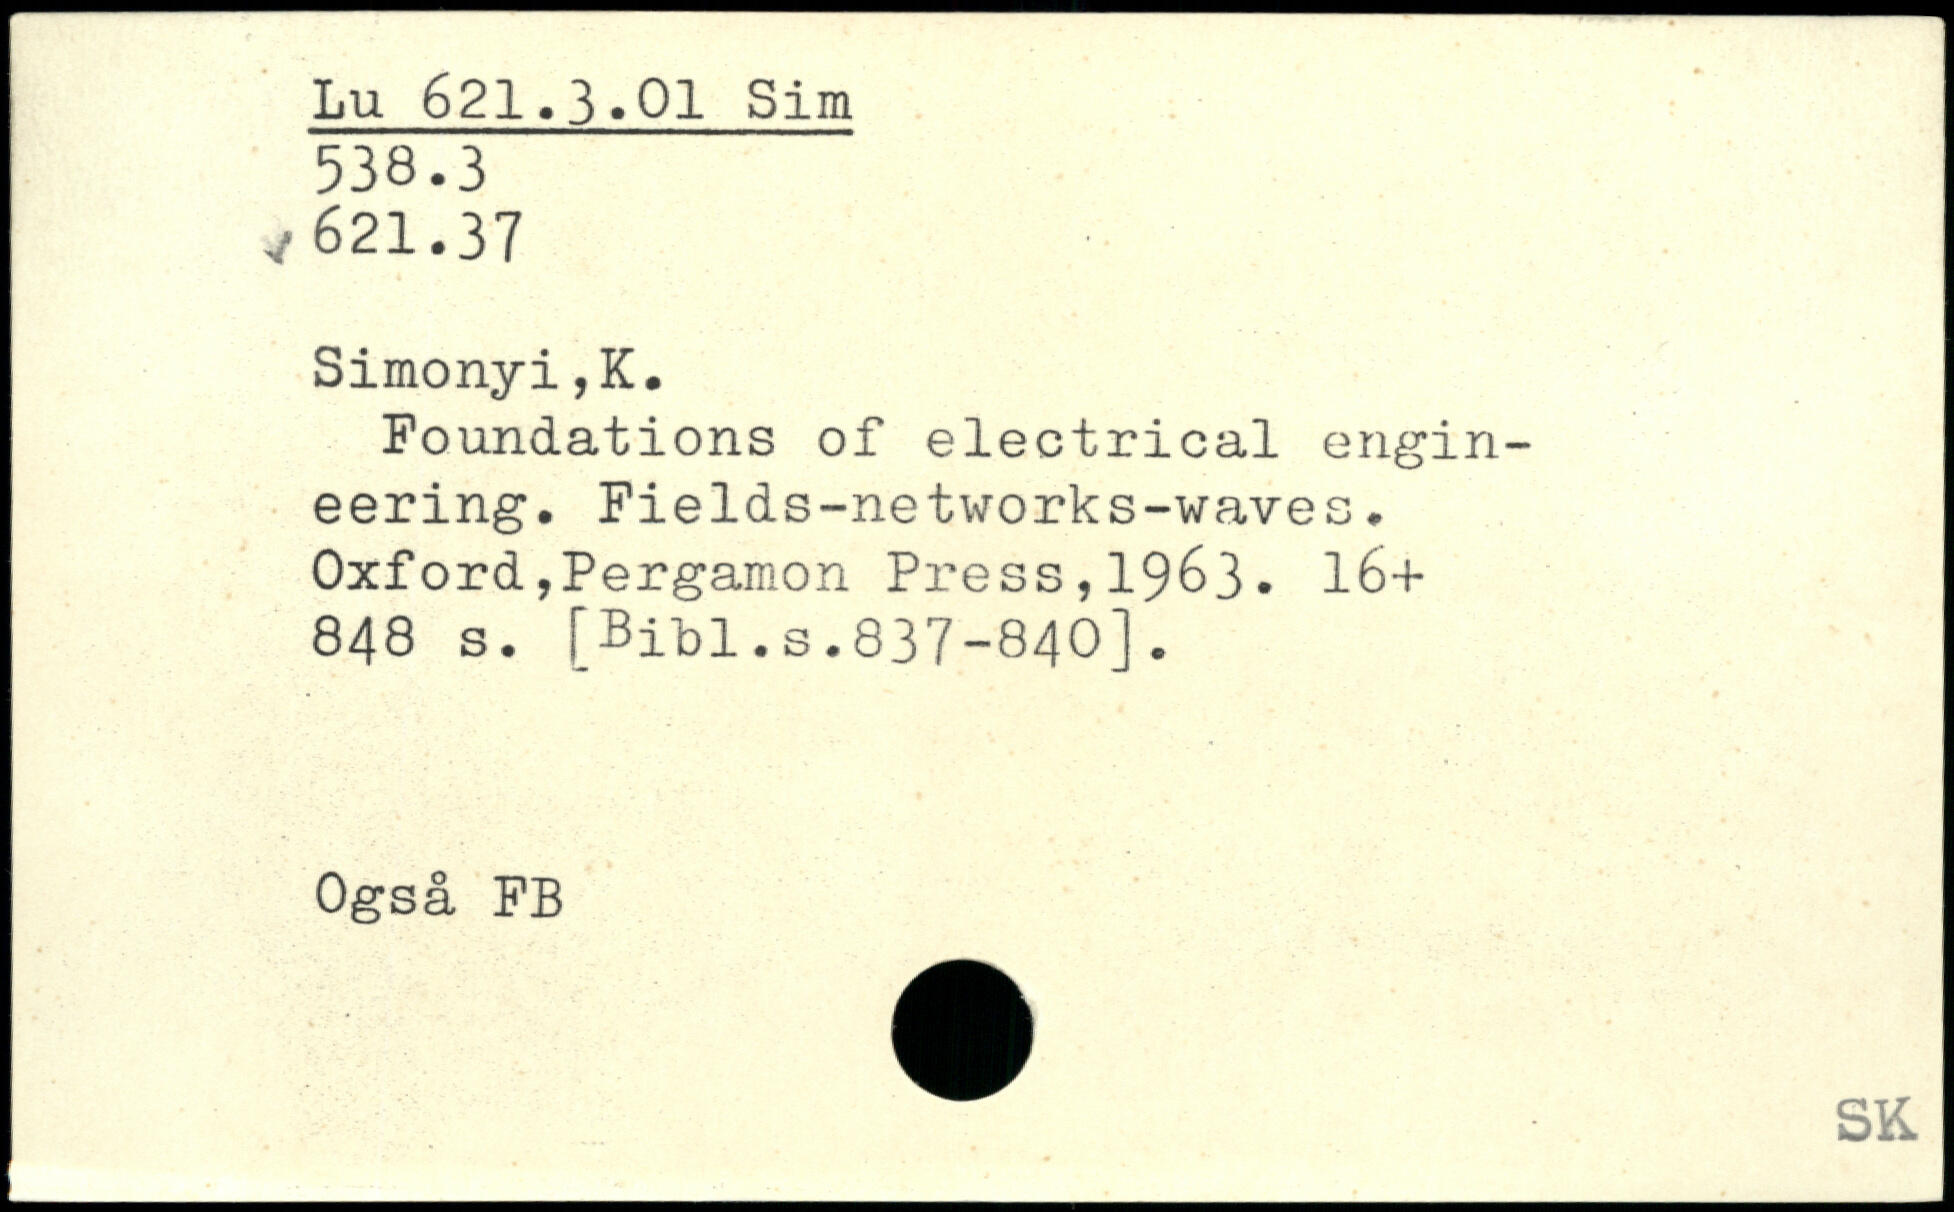 Lu 621.3.01 Sim
538.3
621.37
Simonyi,K.
Foundations of electrical engin-
eering. Fields-networks-waves.
Oxford,Pergamon Press,1963. 16+
848 s. [Bibl.s.837-840].
Også FB
SK